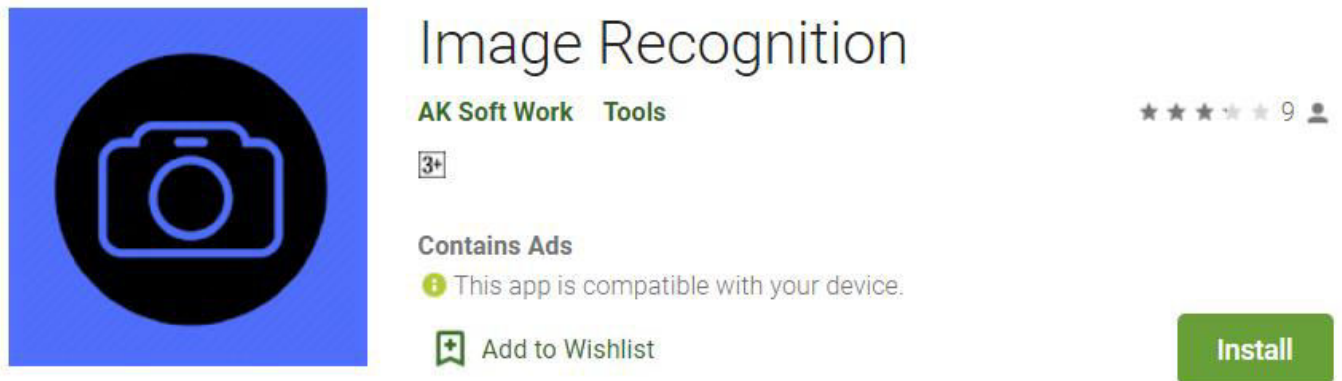 Image Recognition
AK Soft Work Tools
9
3+
Contains Ads
This app is compatible with your device.
Add to Wishlist
Install